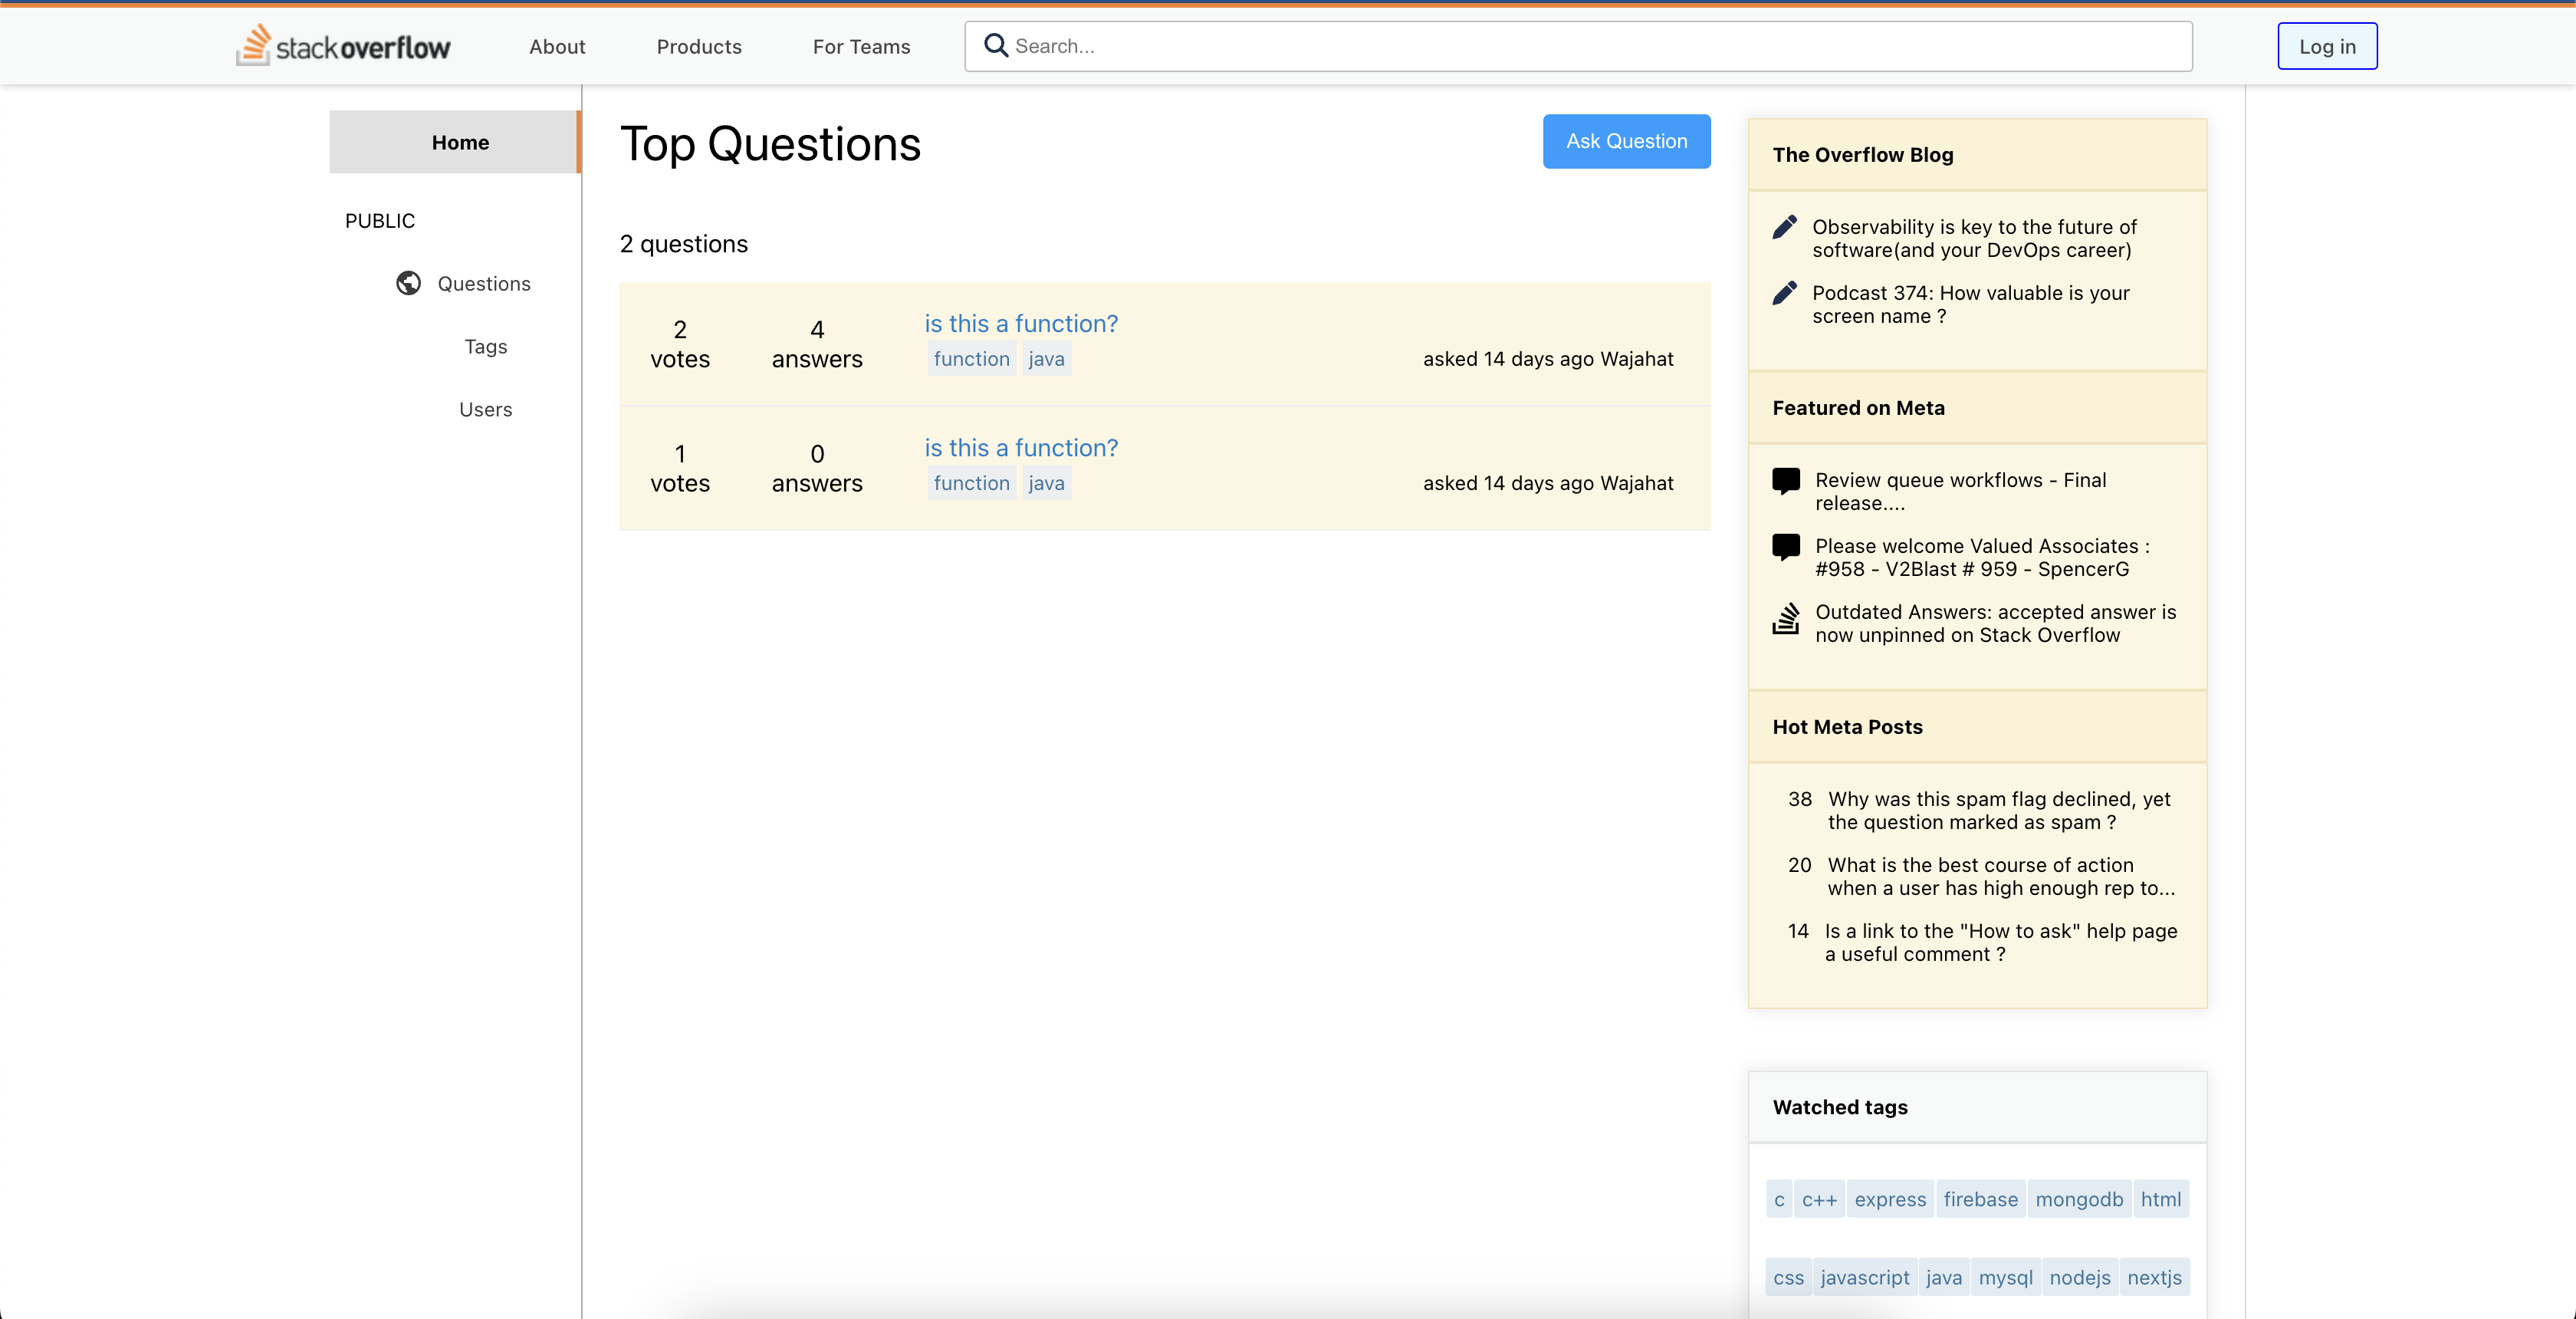 stackoverflow
About
Products
For Teams
Search...
Log in
Home
PUBLIC
Questions
Tags
Users
Top Questions
Ask Question
2 questions
2
votes
4
answers
is this a function?
function java
asked 14 days ago Wajahat
1
votes
0
answers
is this a function?
function java
asked 14 days ago Wajahat
The Overflow Blog
Observability is key to the future of
software(and your DevOps career)
Podcast 374: How valuable is your
screen name ?
Featured on Meta
Review queue workflows - Final
release....
Please welcome Valued Associates :
#958 - V2Blast # 959 - SpencerG
Outdated Answers: accepted answer is
now unpinned on Stack Overflow
Hot Meta Posts
38 Why was this spam flag declined, yet
the question marked as spam ?
20 What is the best course of action
when a user has high enough rep to...
14 Is a link to the "How to ask" help page
a useful comment ?
Watched tags
c c++ express firebase mongodb html
css javascript java mysql nodejs nextjs